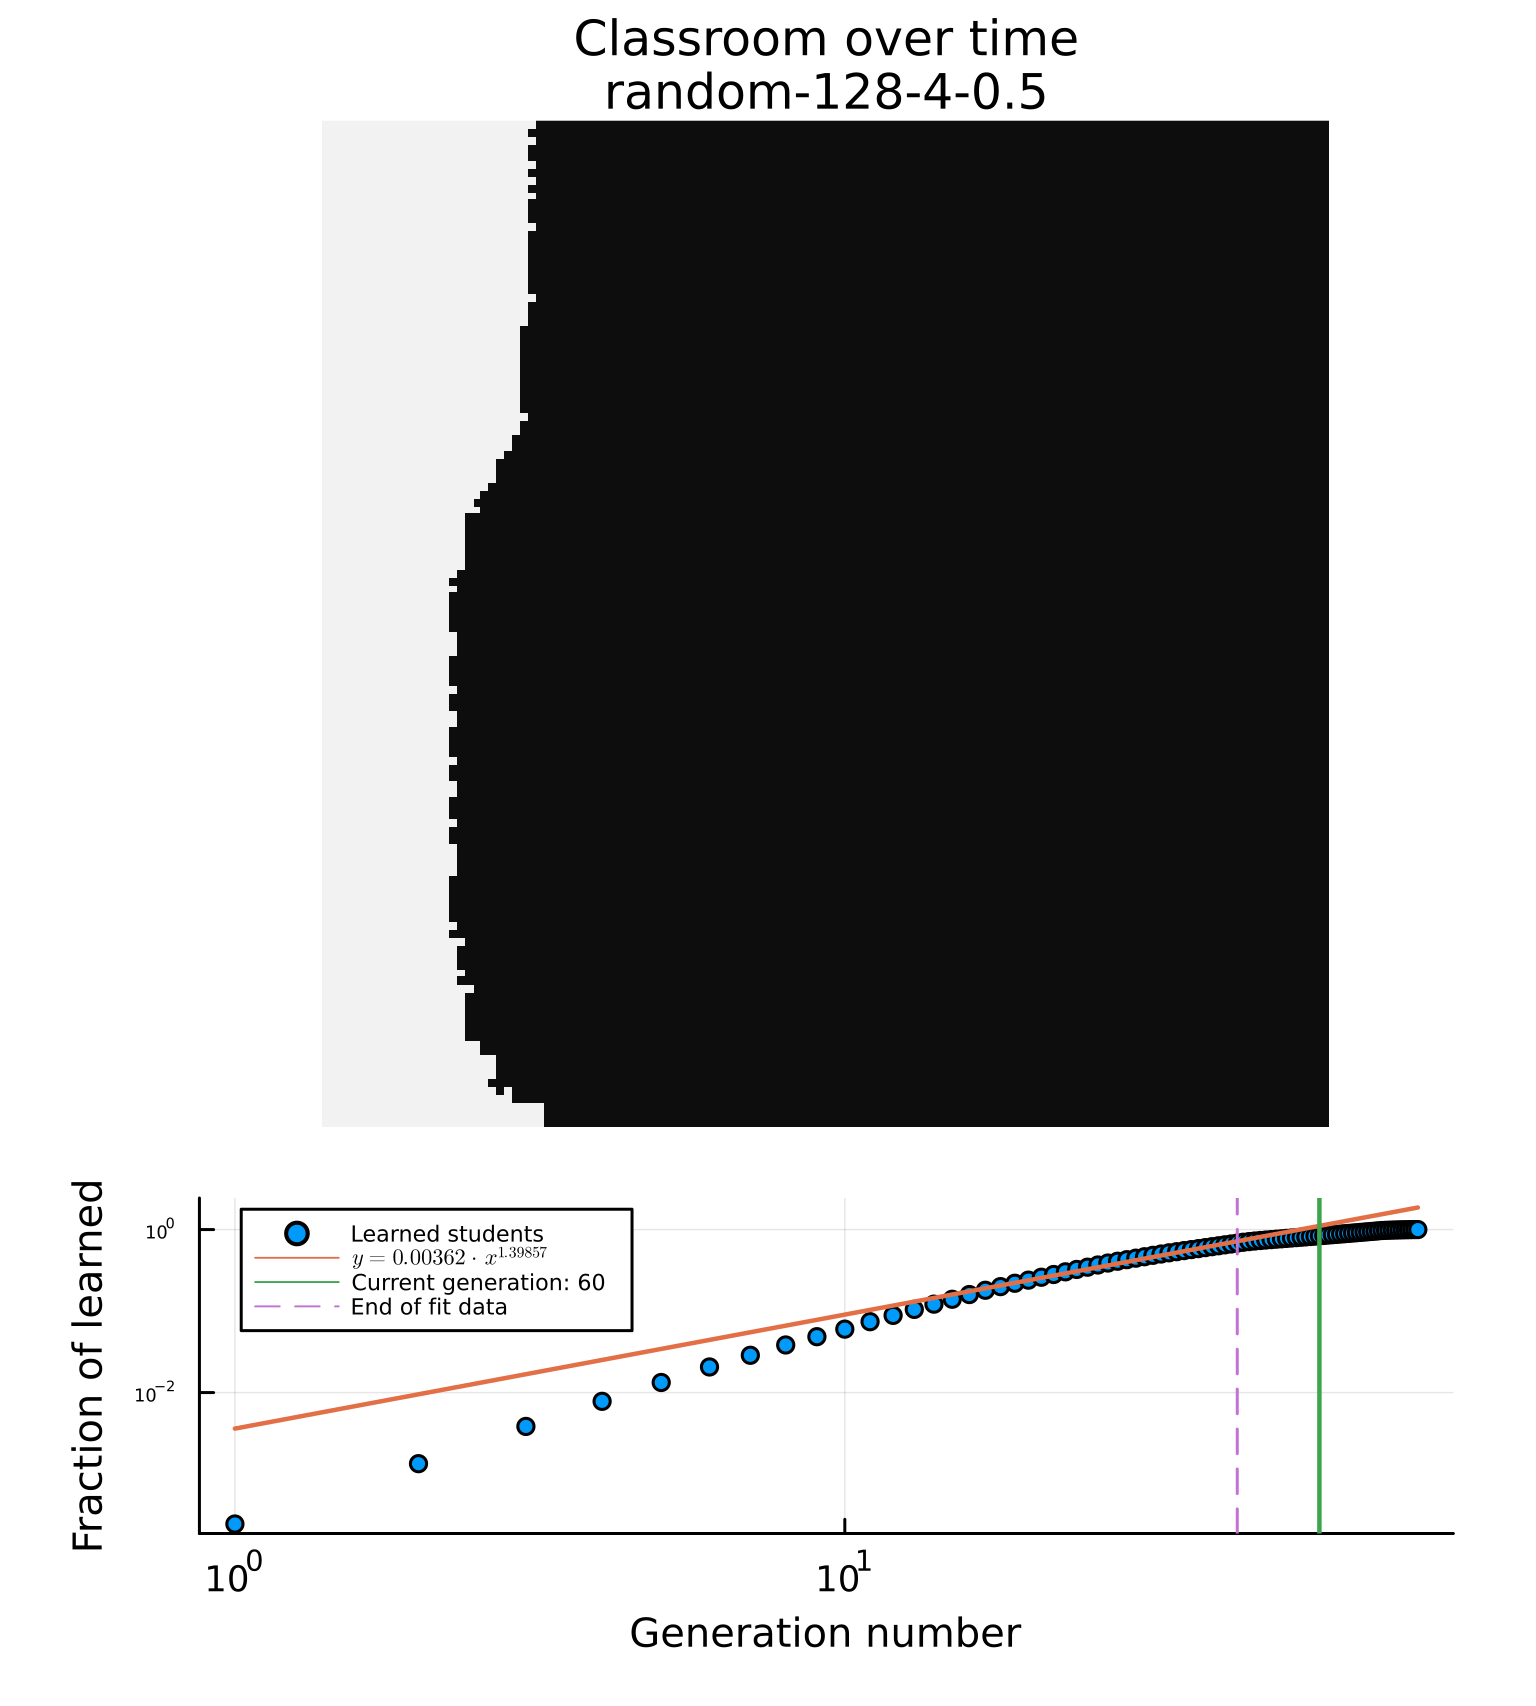 Classroom over time
random-128-4-0.5
Fraction of learned
10^0
10^-2
Learned students
y = 0.00362 · x^1.39857
Current generation: 60
End of fit data
10^0
10^1
Generation number